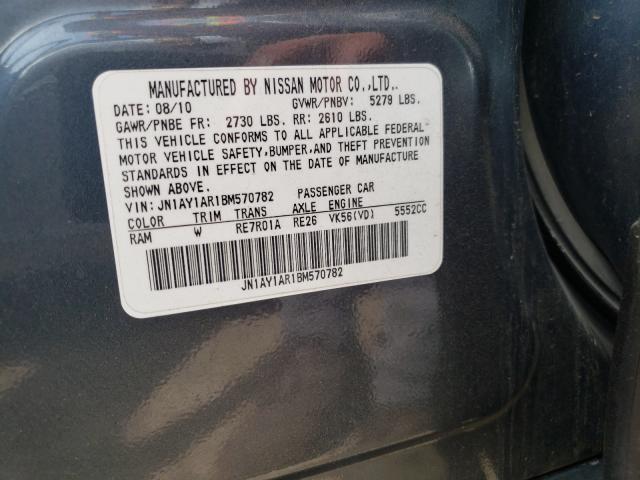 MANUFACTURED BY NISSAN MOTOR CO.,LTD..
DATE: 08/10 GVWR/PNBV: 5279 LBS.
GAWR/PNBE FR: 2730 LBS. RR: 2610 LBS.
THIS VEHICLE CONFORMS TO ALL APPLICABLE FEDERAL
MOTOR VEHICLE SAFETY,BUMPER,AND THEFT PREVENTION
STANDARDS IN EFFECT ON THE DATE OF MANUFACTURE
SHOWN ABOVE.
VIN: JN1AY1AR1BM570782 PASSENGER CAR
COLOR TRIM TRANS AXLE ENGINE
RAM W RE7R01A RE26 VK56(VD) 5552CC
JN1AY1AR1BM570782